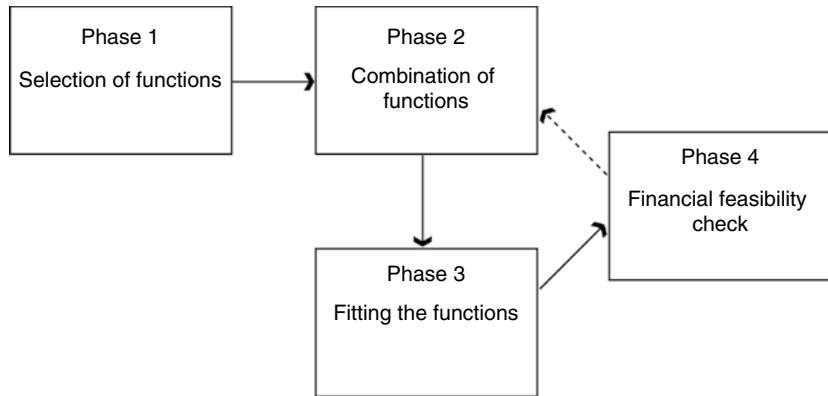 Phase 1
Selection of functions
Phase 2
Combination of
functions
Phase 3
Fitting the functions
Phase 4
Financial feasibility
check